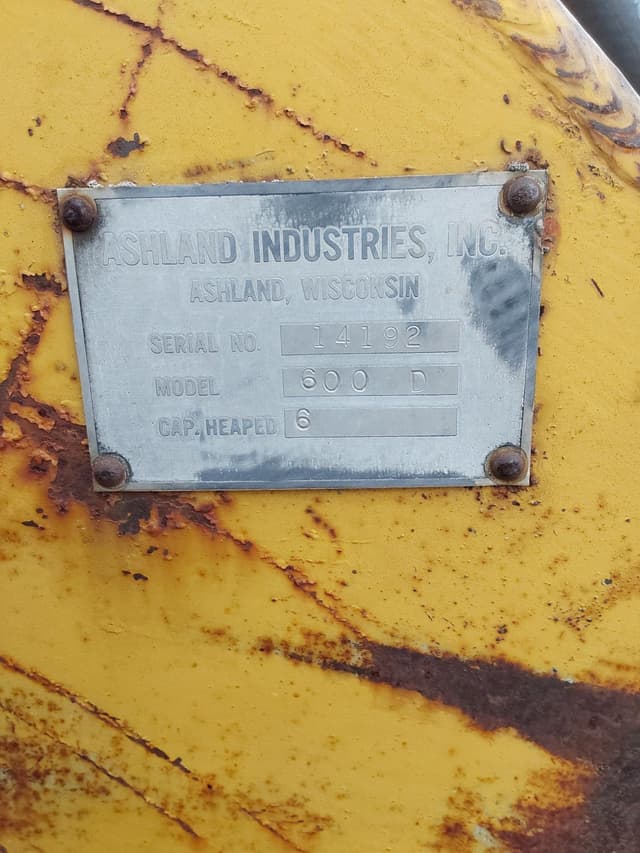 ASHLAND INDUSTRIES, INC.
ASHLAND, WISCONSIN
SERIAL NO. 14192
MODEL 600 D
CAP. HEAPED 6